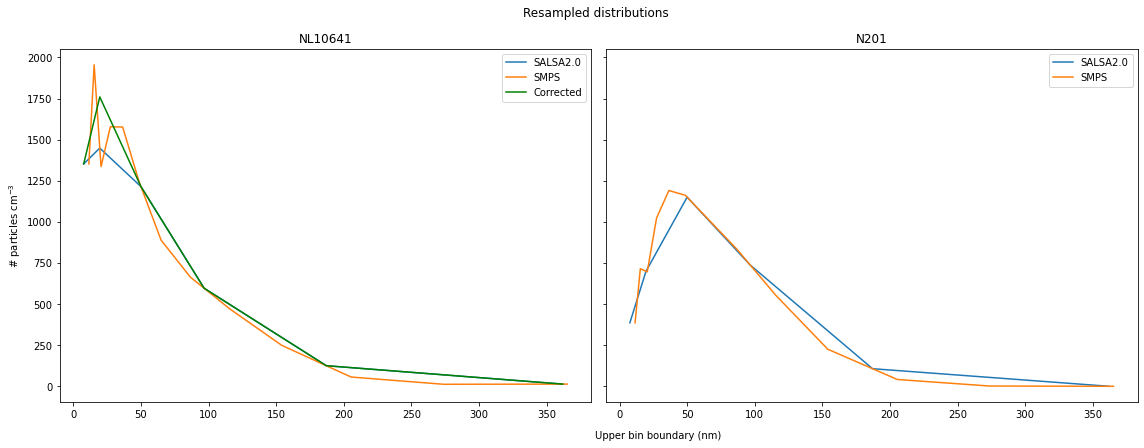 Resampled distributions
NL10641
N201
SALSA2.0
SMPS
Corrected
SALSA2.0
SMPS
# particles cm⁻³
2000
1750
1500
1250
1000
750
500
250
0
0 50 100 150 200 250 300 350
0 50 100 150 200 250 300 350
Upper bin boundary (nm)